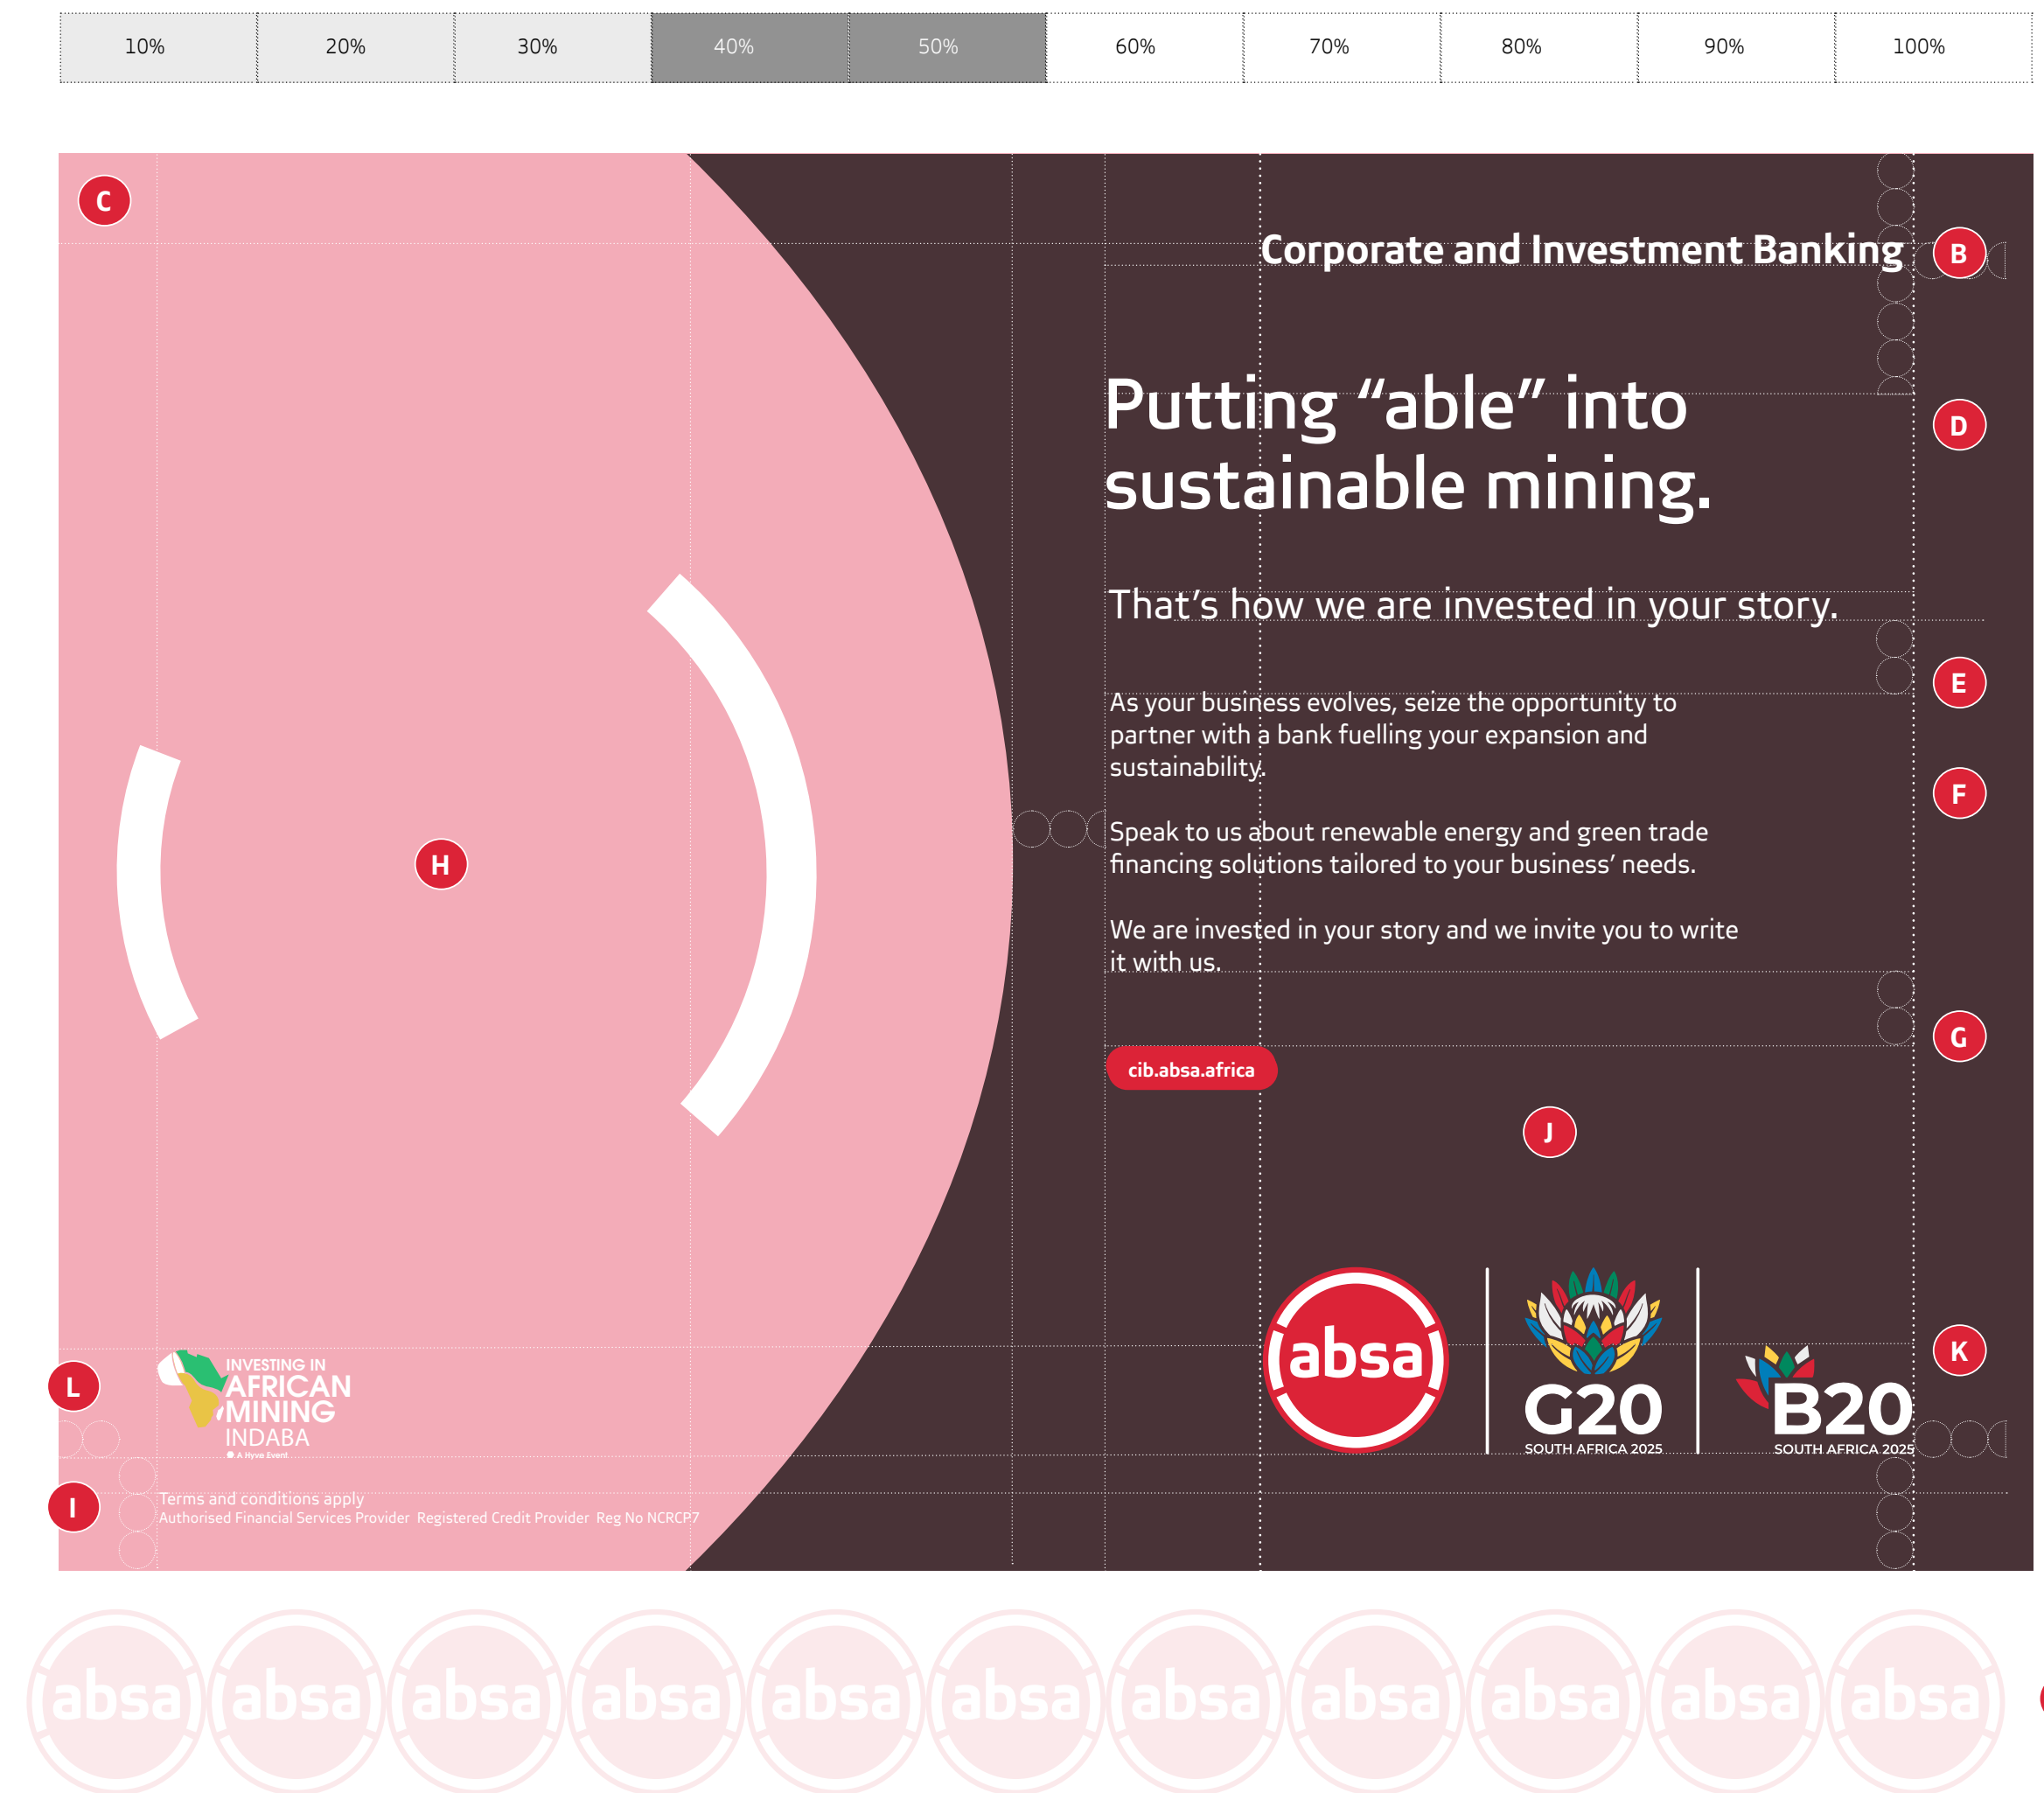 10% 20% 30% 40% 50% 60% 70% 80% 90% 100%
C
Corporate and Investment Banking
B
Putting “able” into
D
sustainable mining.
That’s how we are invested in your story.
E
As your business evolves, seize the opportunity to
partner with a bank fuelling your expansion and
sustainability.
F
Speak to us about renewable energy and green trade
financing solutions tailored to your business’ needs.
H
We are invested in your story and we invite you to write
it with us.
G
cib.absa.africa
J
absa
G20
SOUTH AFRICA 2025
B20
SOUTH AFRICA 2025
K
L
INVESTING IN
AFRICAN
MINING
INDABA
A Hyve Event
I
Terms and conditions apply
Authorised Financial Services Provider Registered Credit Provider Reg No NCRCP7
absa absa absa absa absa absa absa absa absa absa absa